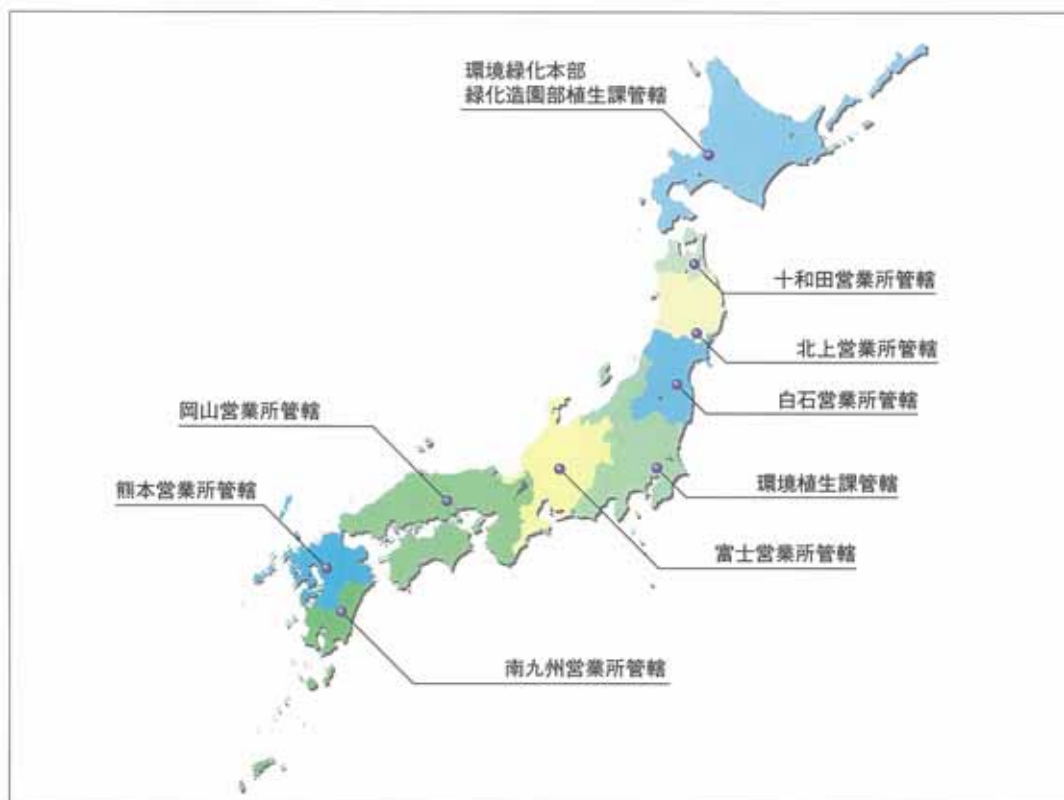 環境緑化本部
緑化造園部植生課管轄
十和田営業所管轄
北上営業所管轄
白石営業所管轄
岡山営業所管轄
環境植生課管轄
熊本営業所管轄
富士営業所管轄
南九州営業所管轄